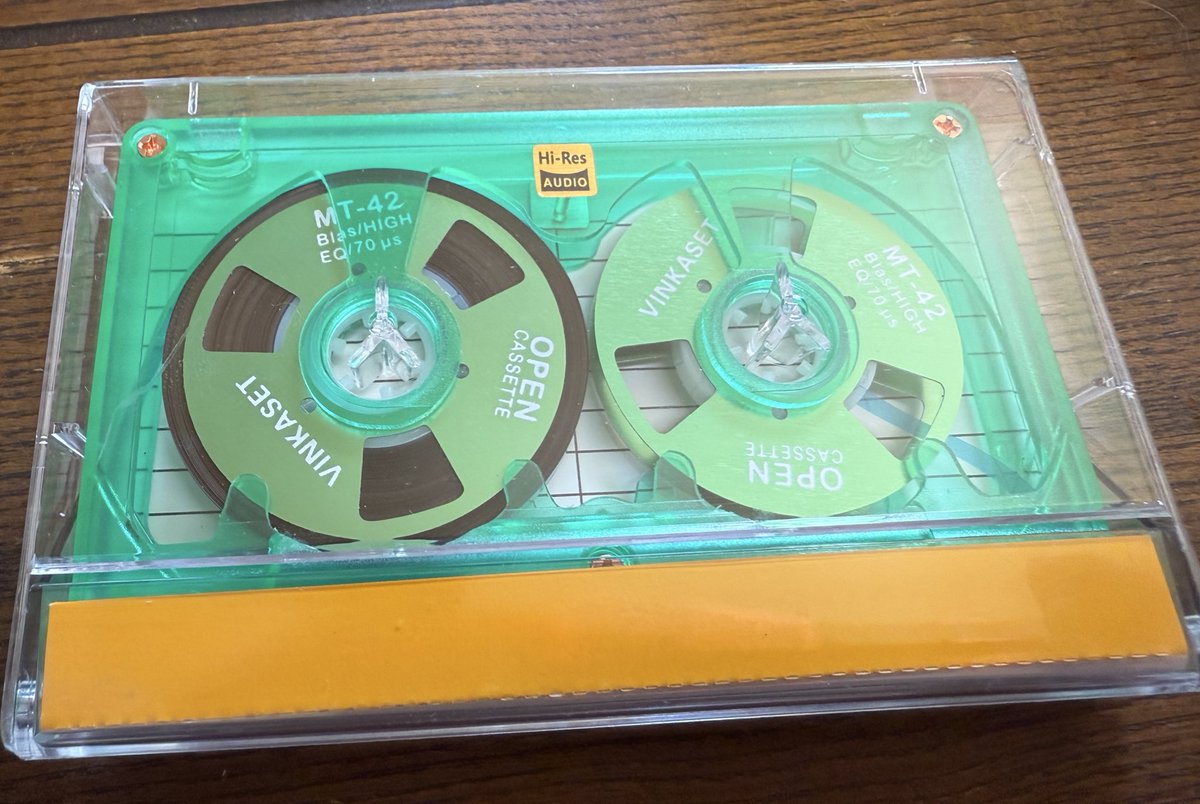 Hi-Res
AUDIO
MT-42
Bias/HIGH
EQ/70 μs
OPEN
CASSETTE
VINKASET
VINKASET
MT-42
Bias/HIGH
EQ/70 μs
OPEN
CASSETTE